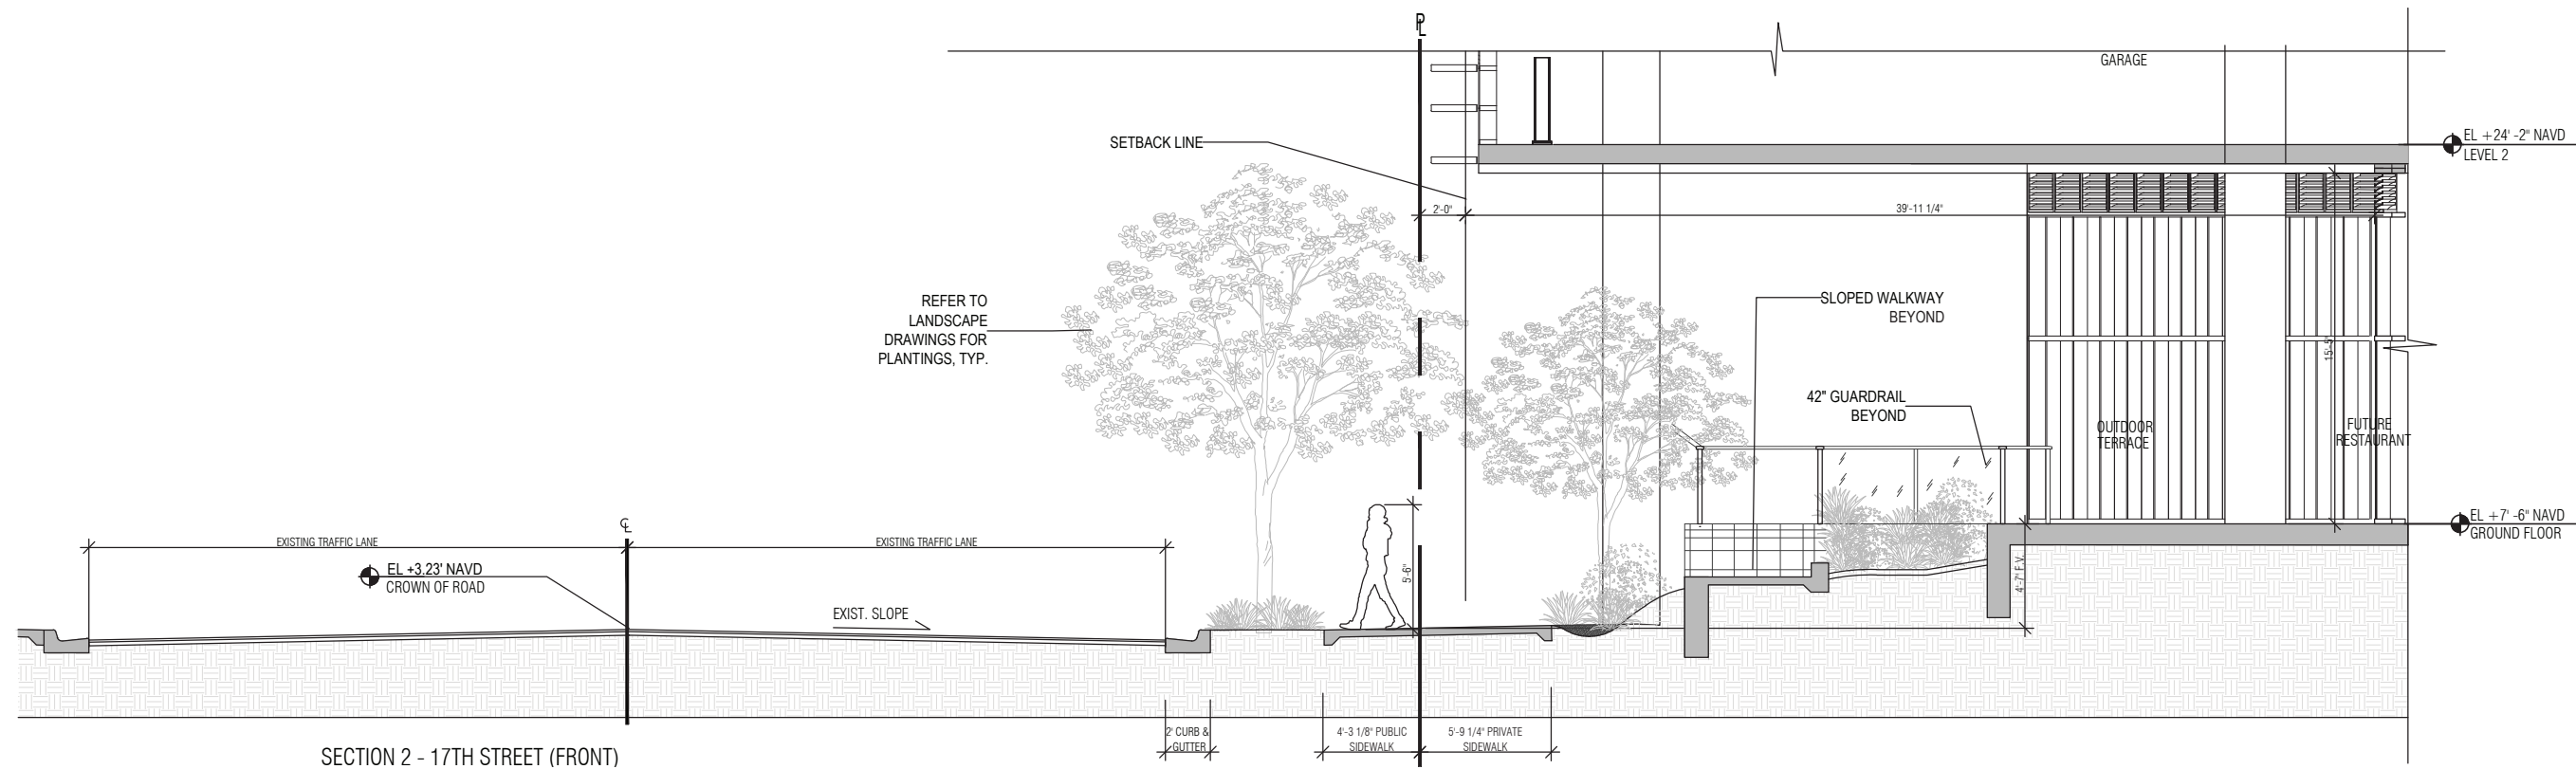 PL
GARAGE
SETBACK LINE
EL +24' -2" NAVD
LEVEL 2
2'-0"
39'-11 1/4"
REFER TO
LANDSCAPE
DRAWINGS FOR
PLANTINGS, TYP.
SLOPED WALKWAY
BEYOND
15'-5"
42" GUARDRAIL
BEYOND
OUTDOOR
TERRACE
FUTURE
RESTAURANT
EL +7' -6" NAVD
GROUND FLOOR
CL
EXISTING TRAFFIC LANE
EXISTING TRAFFIC LANE
EL +3.23' NAVD
CROWN OF ROAD
5'-6"
4'-7" F.V.
EXIST. SLOPE
2' CURB &
GUTTER
4'-3 1/8" PUBLIC
SIDEWALK
5'-9 1/4" PRIVATE
SIDEWALK
SECTION 2 - 17TH STREET (FRONT)